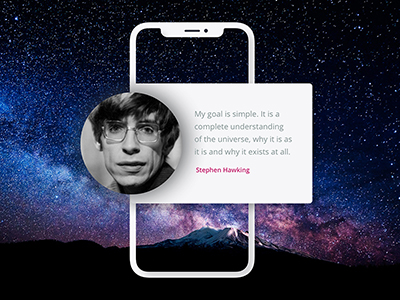 My goal is simple. It is a
complete understanding
of the universe, why it is as
it is and why it exists at all.
Stephen Hawking